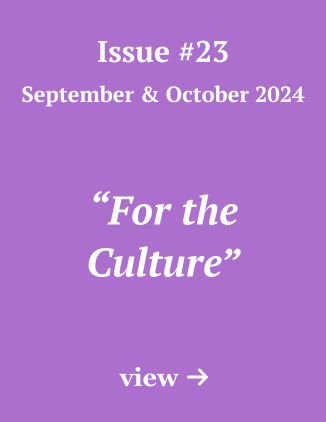 Issue #23
September & October 2024
“For the
Culture”
view →